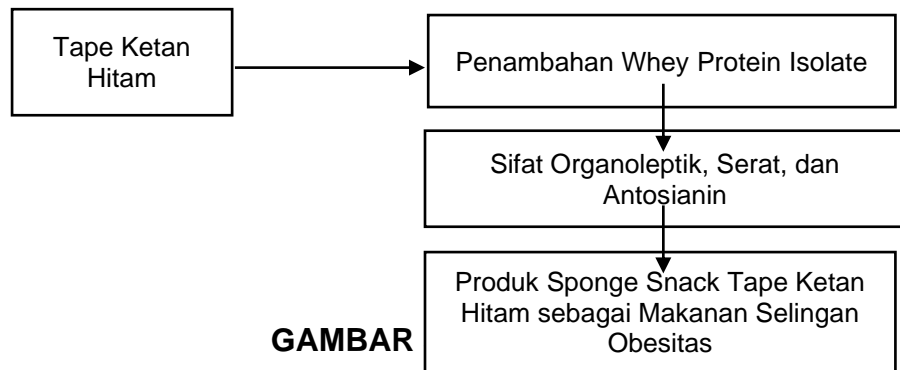 Tape Ketan
Hitam
Penambahan Whey Protein Isolate
Sifat Organoleptik, Serat, dan
Antosianin
Produk Sponge Snack Tape Ketan
Hitam sebagai Makanan Selingan
Obesitas
GAMBAR